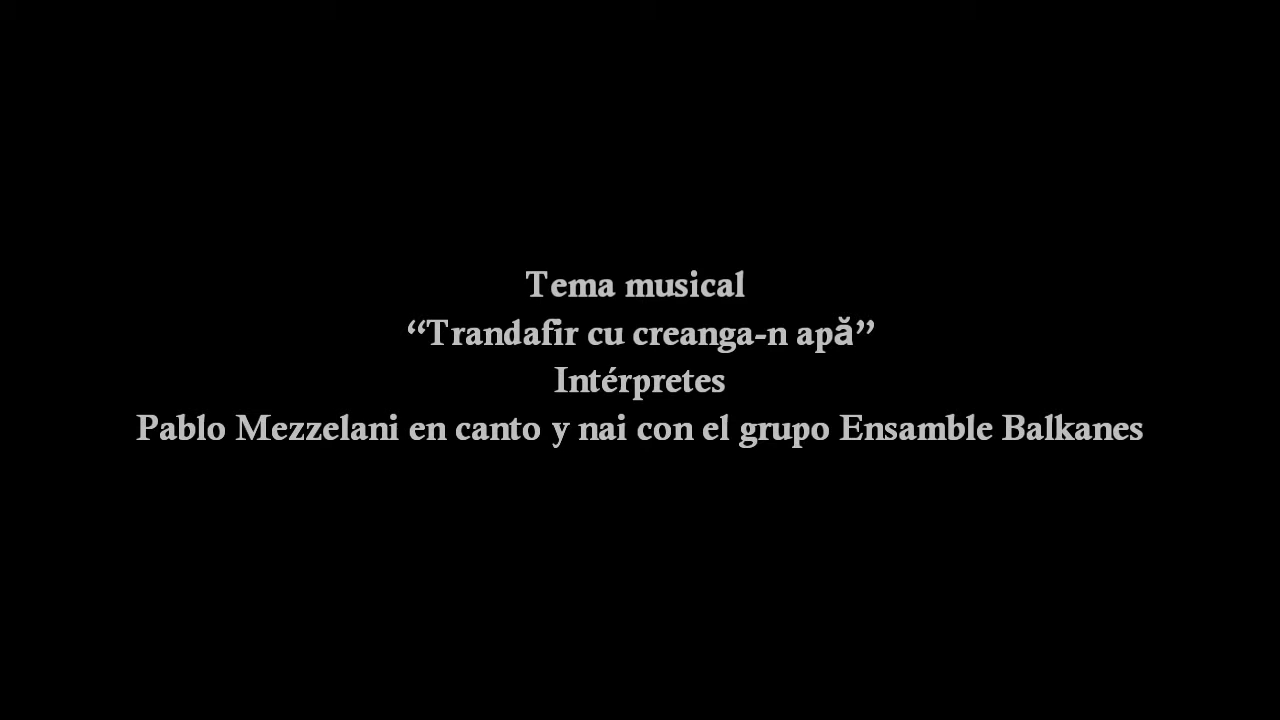 Tema musical
“Trandafir cu creanga-n apă”
Intérpretes
Pablo Mezzelani en canto y nai con el grupo Ensamble Balkanes